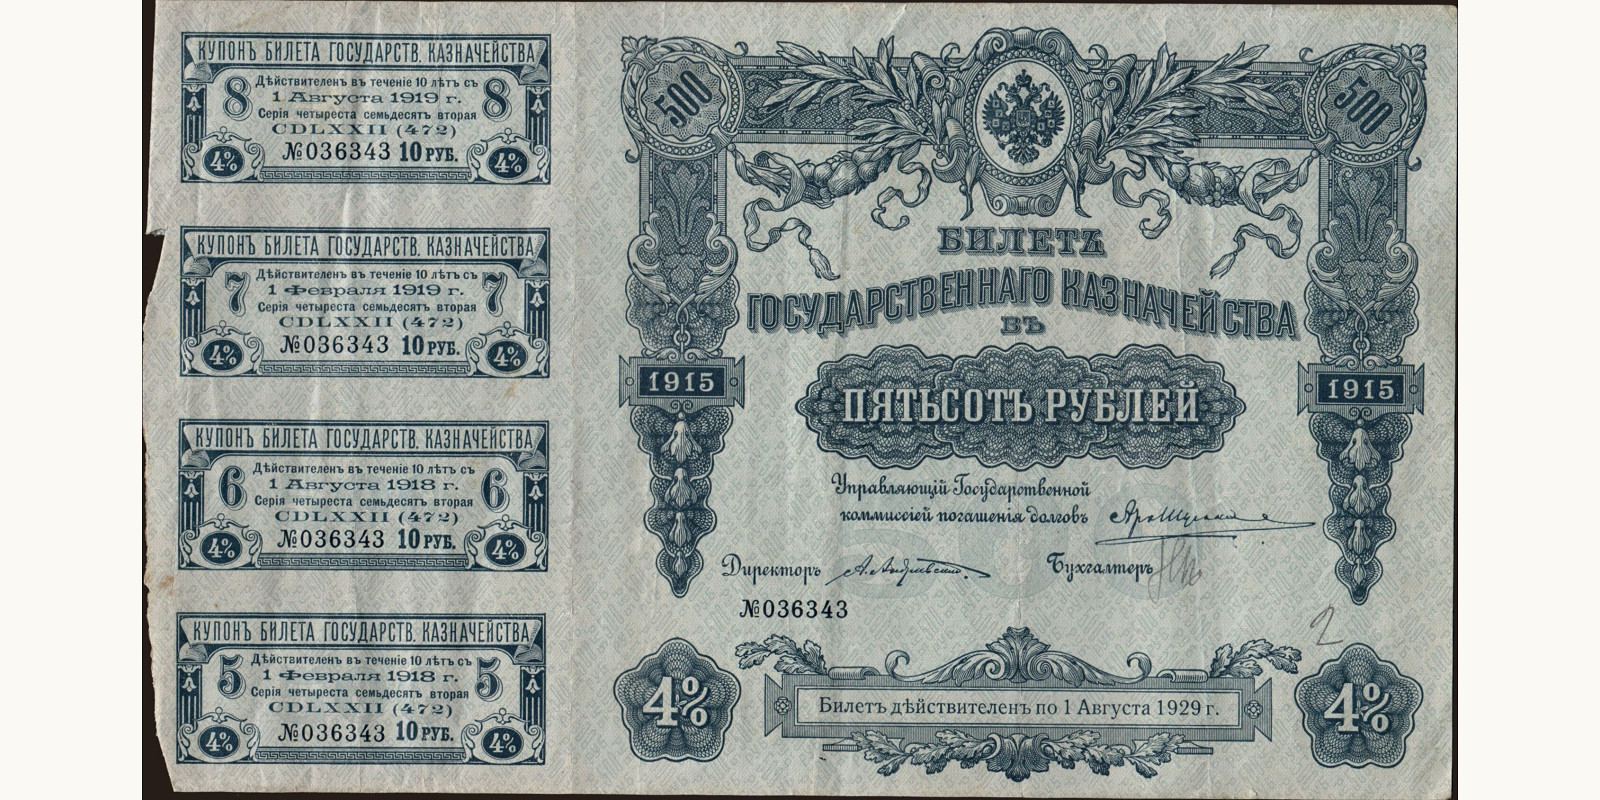 КУПОНЪ БИЛЕТА ГОСУДАРСТВ. КАЗНАЧЕЙСТВА
Дѣйствителенъ въ теченіе 10 лѣтъ съ
8 1 Августа 1919 г. 8
Серія четыреста семьдесятъ вторая
CDLXXII (472)
№036343 10 РУБ.
4% 4%
КУПОНЪ БИЛЕТА ГОСУДАРСТВ. КАЗНАЧЕЙСТВА
Дѣйствителенъ въ теченіе 10 лѣтъ съ
7 1 Февраля 1919 г. 7
Серія четыреста семьдесятъ вторая
CDLXXII (472)
№036343 10 РУБ.
4% 4%
КУПОНЪ БИЛЕТА ГОСУДАРСТВ. КАЗНАЧЕЙСТВА
Дѣйствителенъ въ теченіе 10 лѣтъ съ
6 1 Августа 1918 г. 6
Серія четыреста семьдесятъ вторая
CDLXXII (472)
№036343 10 РУБ.
4% 4%
КУПОНЪ БИЛЕТА ГОСУДАРСТВ. КАЗНАЧЕЙСТВА
Дѣйствителенъ въ теченіе 10 лѣтъ съ
5 1 Февраля 1918 г. 5
Серія четыреста семьдесятъ вторая
CDLXXII (472)
№036343 10 РУБ.
4% 4%
500 500
БИЛЕТЪ
ГОСУДАРСТВЕННАГО КАЗНАЧЕЙСТВА
ВЪ
1915 1915
ПЯТЬСОТЪ РУБЛЕЙ
Управляющій Государственной
коммиссіей погашенія долговъ
500
Директоръ Бухгалтеръ
№036343
2
4% 4%
Билетъ дѣйствителенъ по 1 Августа 1929 г.